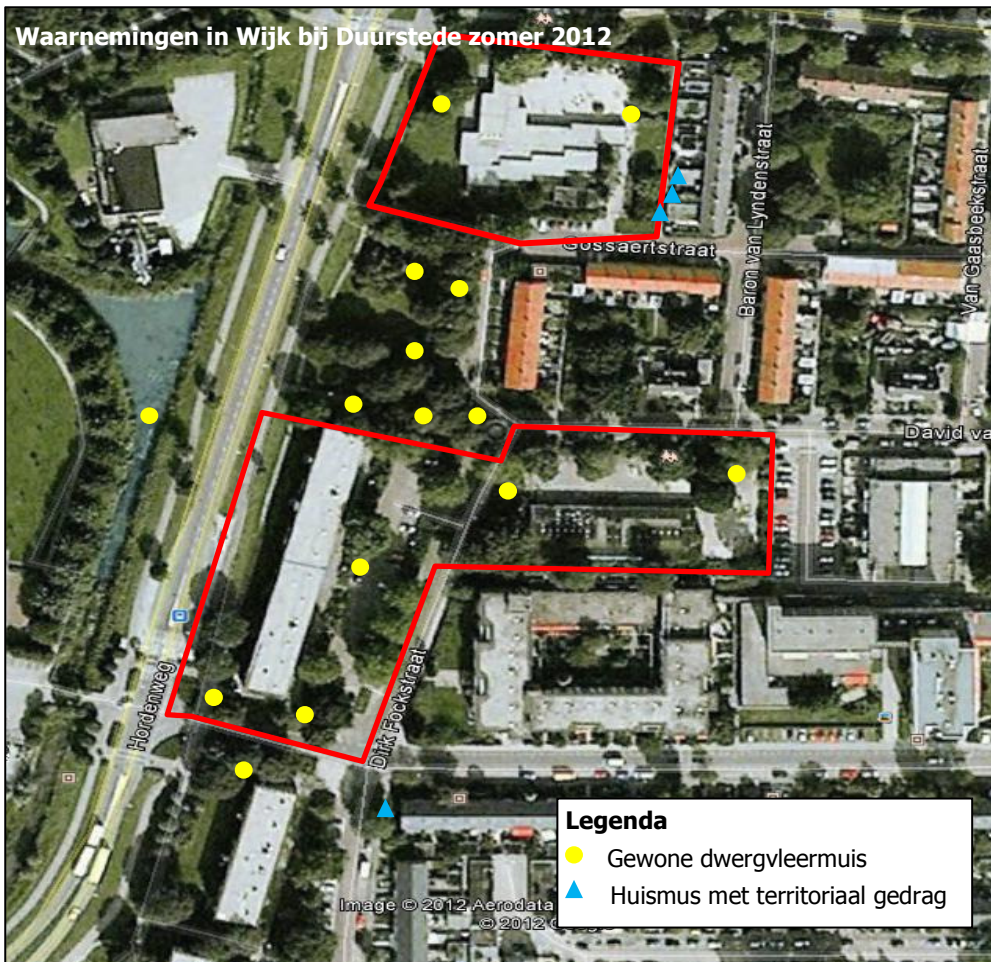 Waarnemingen in Wijk bij Duurstede zomer 2012
Gossaertstraat
Baron van Lyndenstraat
Van Gaasbeekstraat
David va
Hordenweg
Dirk Fockstraat
Legenda
Gewone dwergvleermuis
Huismus met territoriaal gedrag
Image © 2012 Aerodata
© 2012